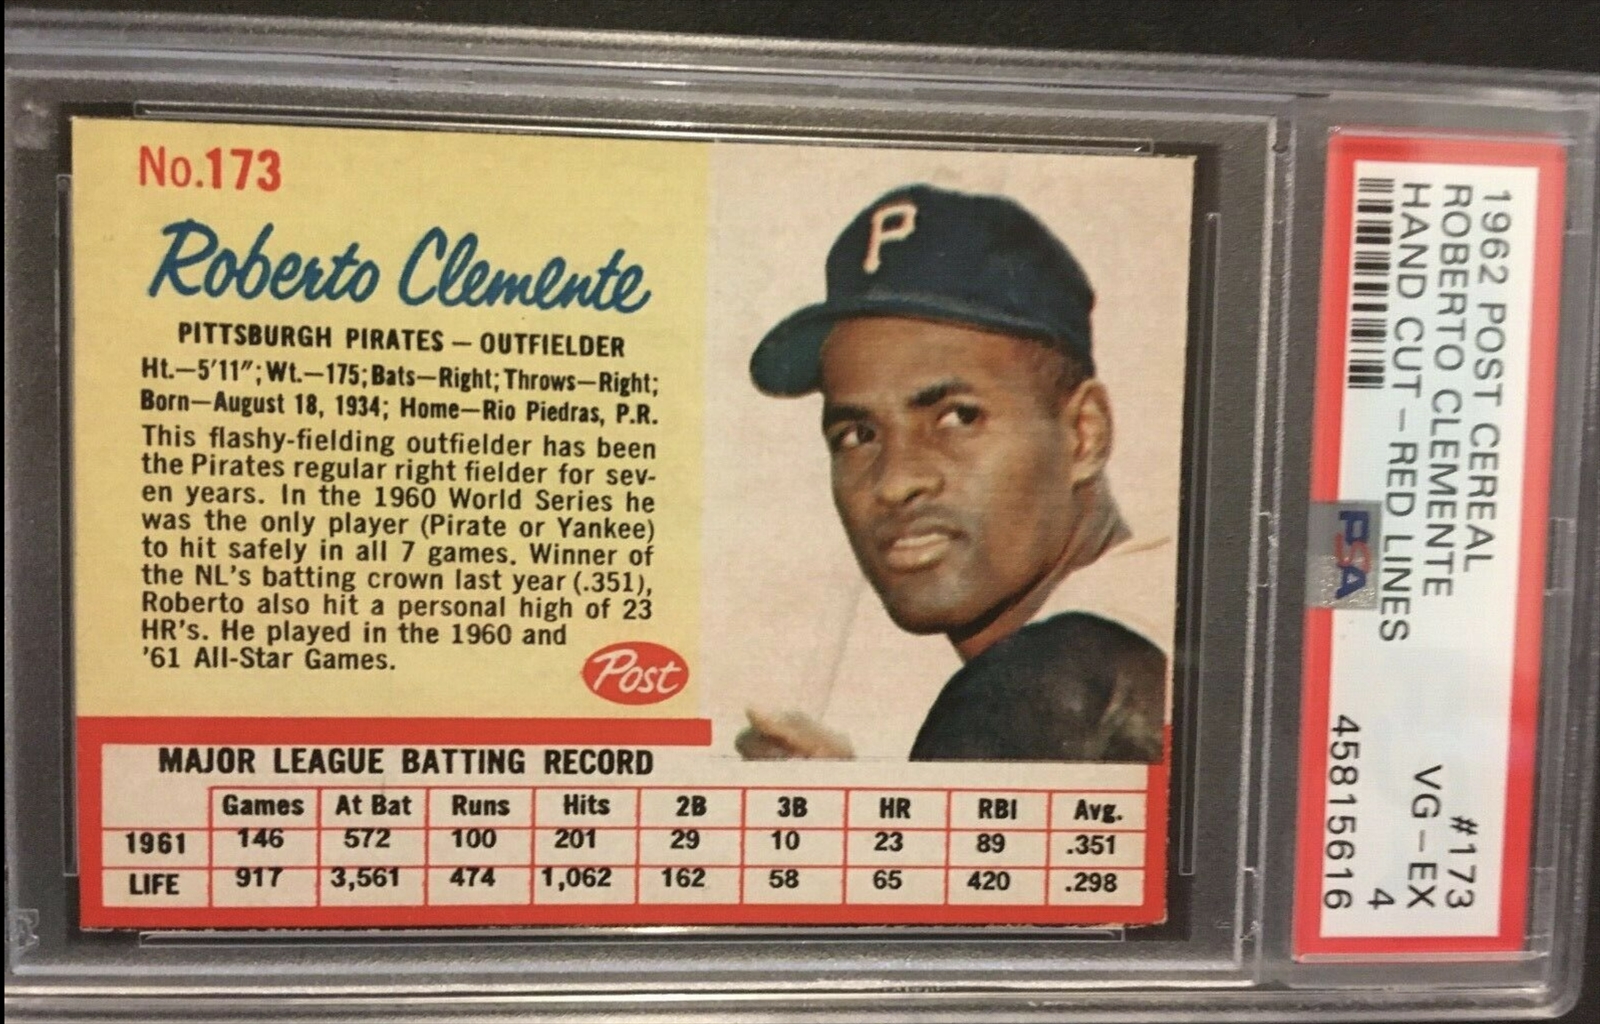 No.173
Roberto Clemente
PITTSBURGH PIRATES — OUTFIELDER
Ht.—5'11"; Wt.—175; Bats—Right; Throws—Right;
Born—August 18, 1934; Home—Rio Piedras, P.R.
This flashy-fielding outfielder has been
the Pirates regular right fielder for sev-
en years. In the 1960 World Series he
was the only player (Pirate or Yankee)
to hit safely in all 7 games. Winner of
the NL's batting crown last year (.351),
Roberto also hit a personal high of 23
HR's. He played in the 1960 and
'61 All-Star Games.
Post
P
MAJOR LEAGUE BATTING RECORD
Games At Bat Runs Hits 2B 3B HR RBI Avg.
1961 146 572 100 201 29 10 23 89 .351
LIFE 917 3,561 474 1,062 162 58 65 420 .298
1962 POST CEREAL #173
ROBERTO CLEMENTE VG-EX
HAND CUT-RED LINES 4
PSA
45815616